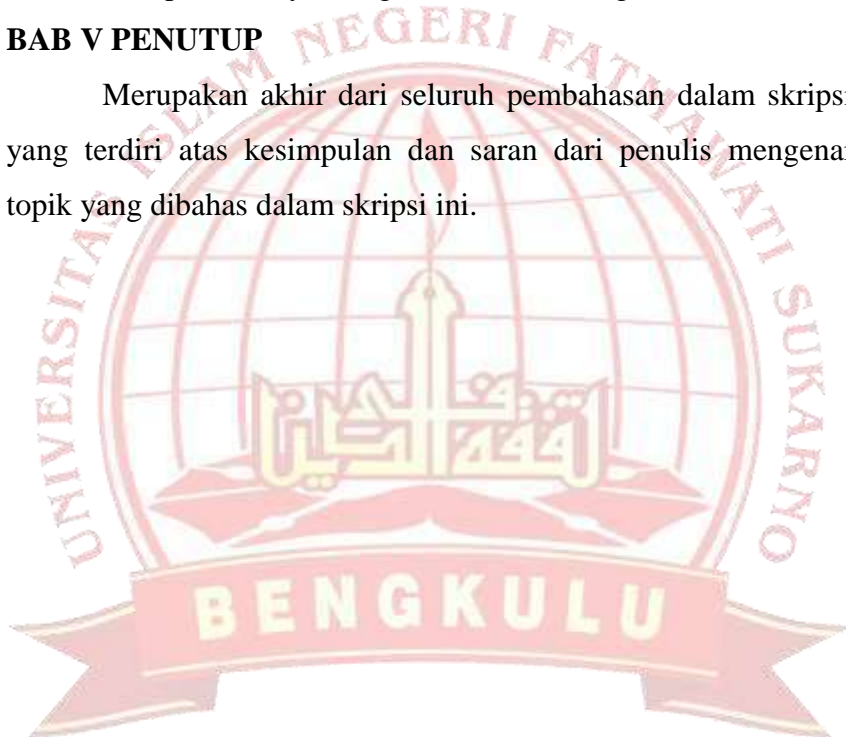 BAB V PENUTUP
Merupakan akhir dari seluruh pembahasan dalam skripsi
yang terdiri atas kesimpulan dan saran dari penulis mengenai
topik yang dibahas dalam skripsi ini.
UNIVERSITAS ISLAM NEGERI FATMAWATI SUKARNO
BENGKULU